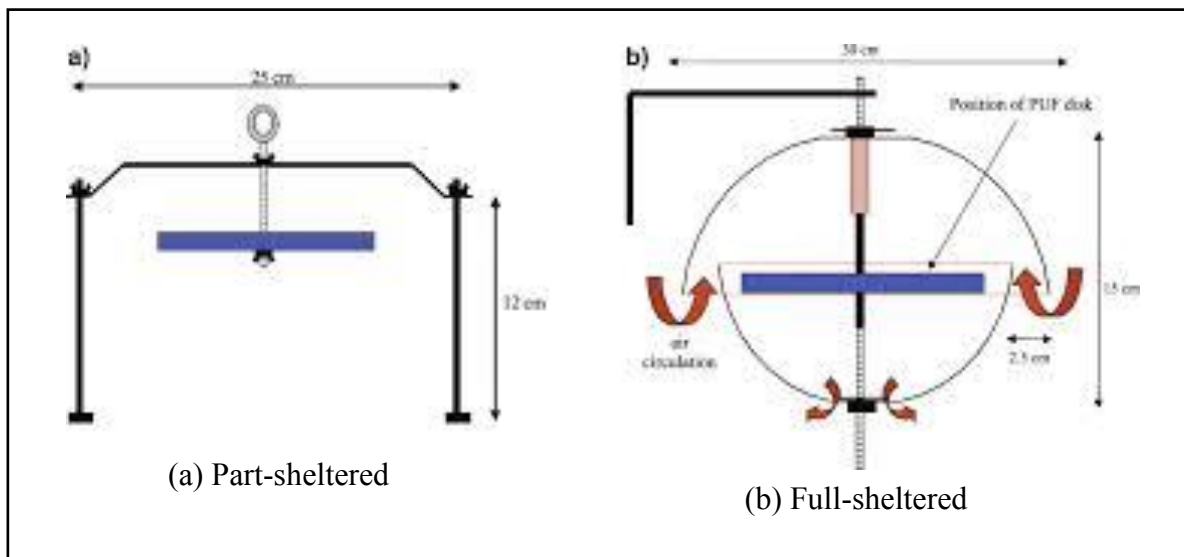 a)
25 cm
12 cm
(a) Part-sheltered
b)
30 cm
Position of PUF disk
15 cm
2.5 cm
air
circulation
(b) Full-sheltered